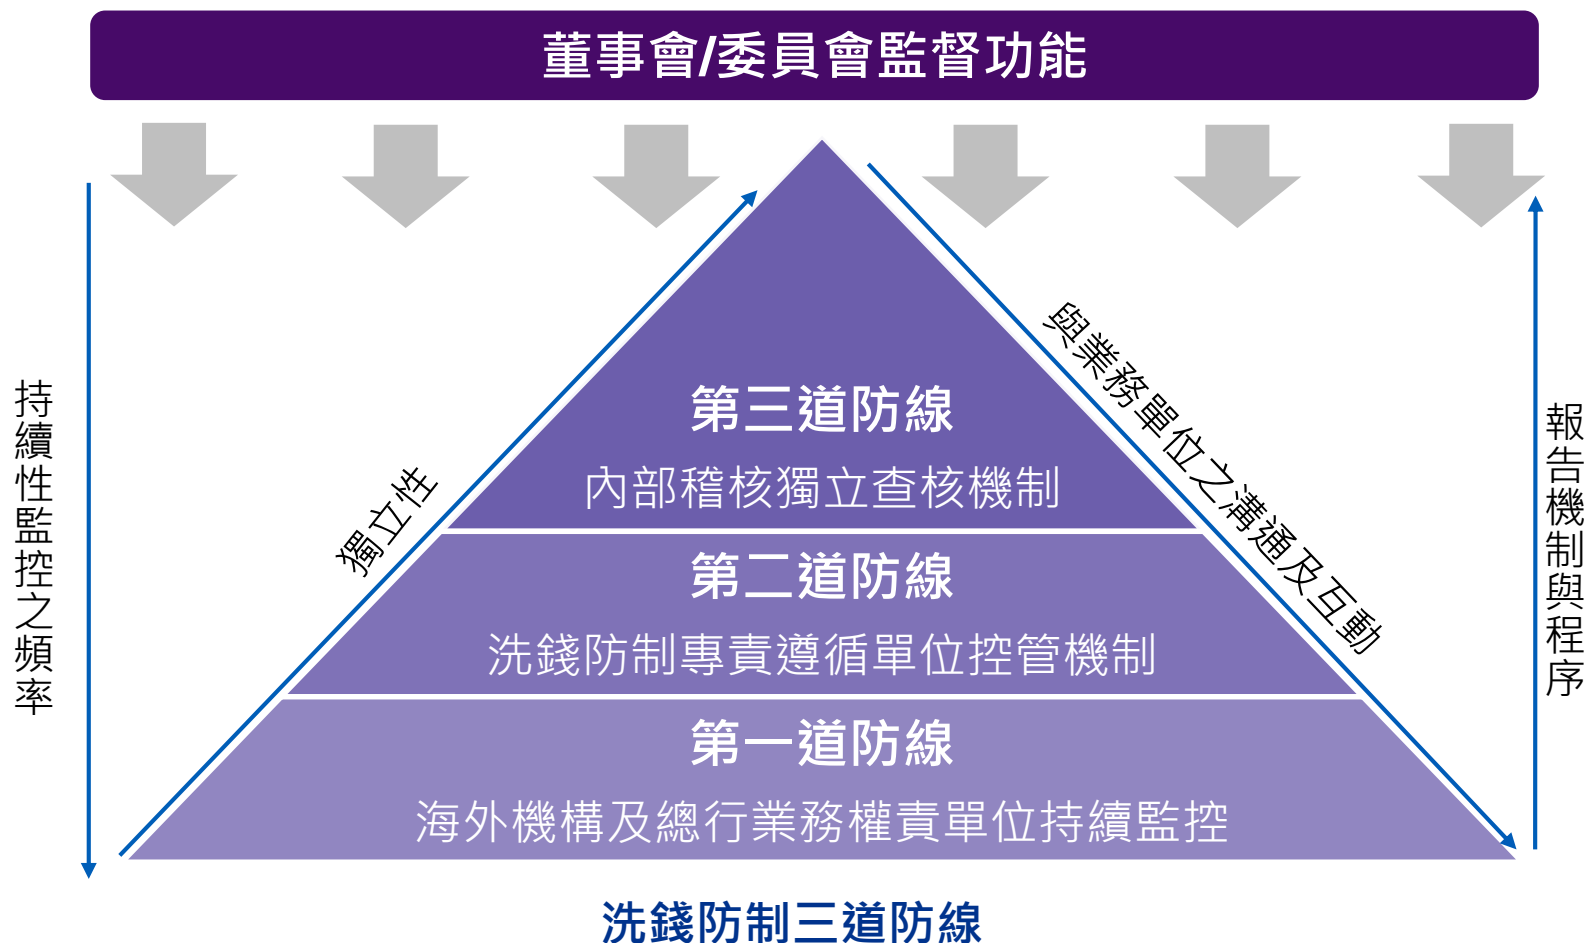 董事會/委員會監督功能
持續性監控之頻率
獨立性
與業務單位之溝通及互動
報告機制與程序
第三道防線
內部稽核獨立查核機制
第二道防線
洗錢防制專責遵循單位控管機制
第一道防線
海外機構及總行業務權責單位持續監控
洗錢防制三道防線